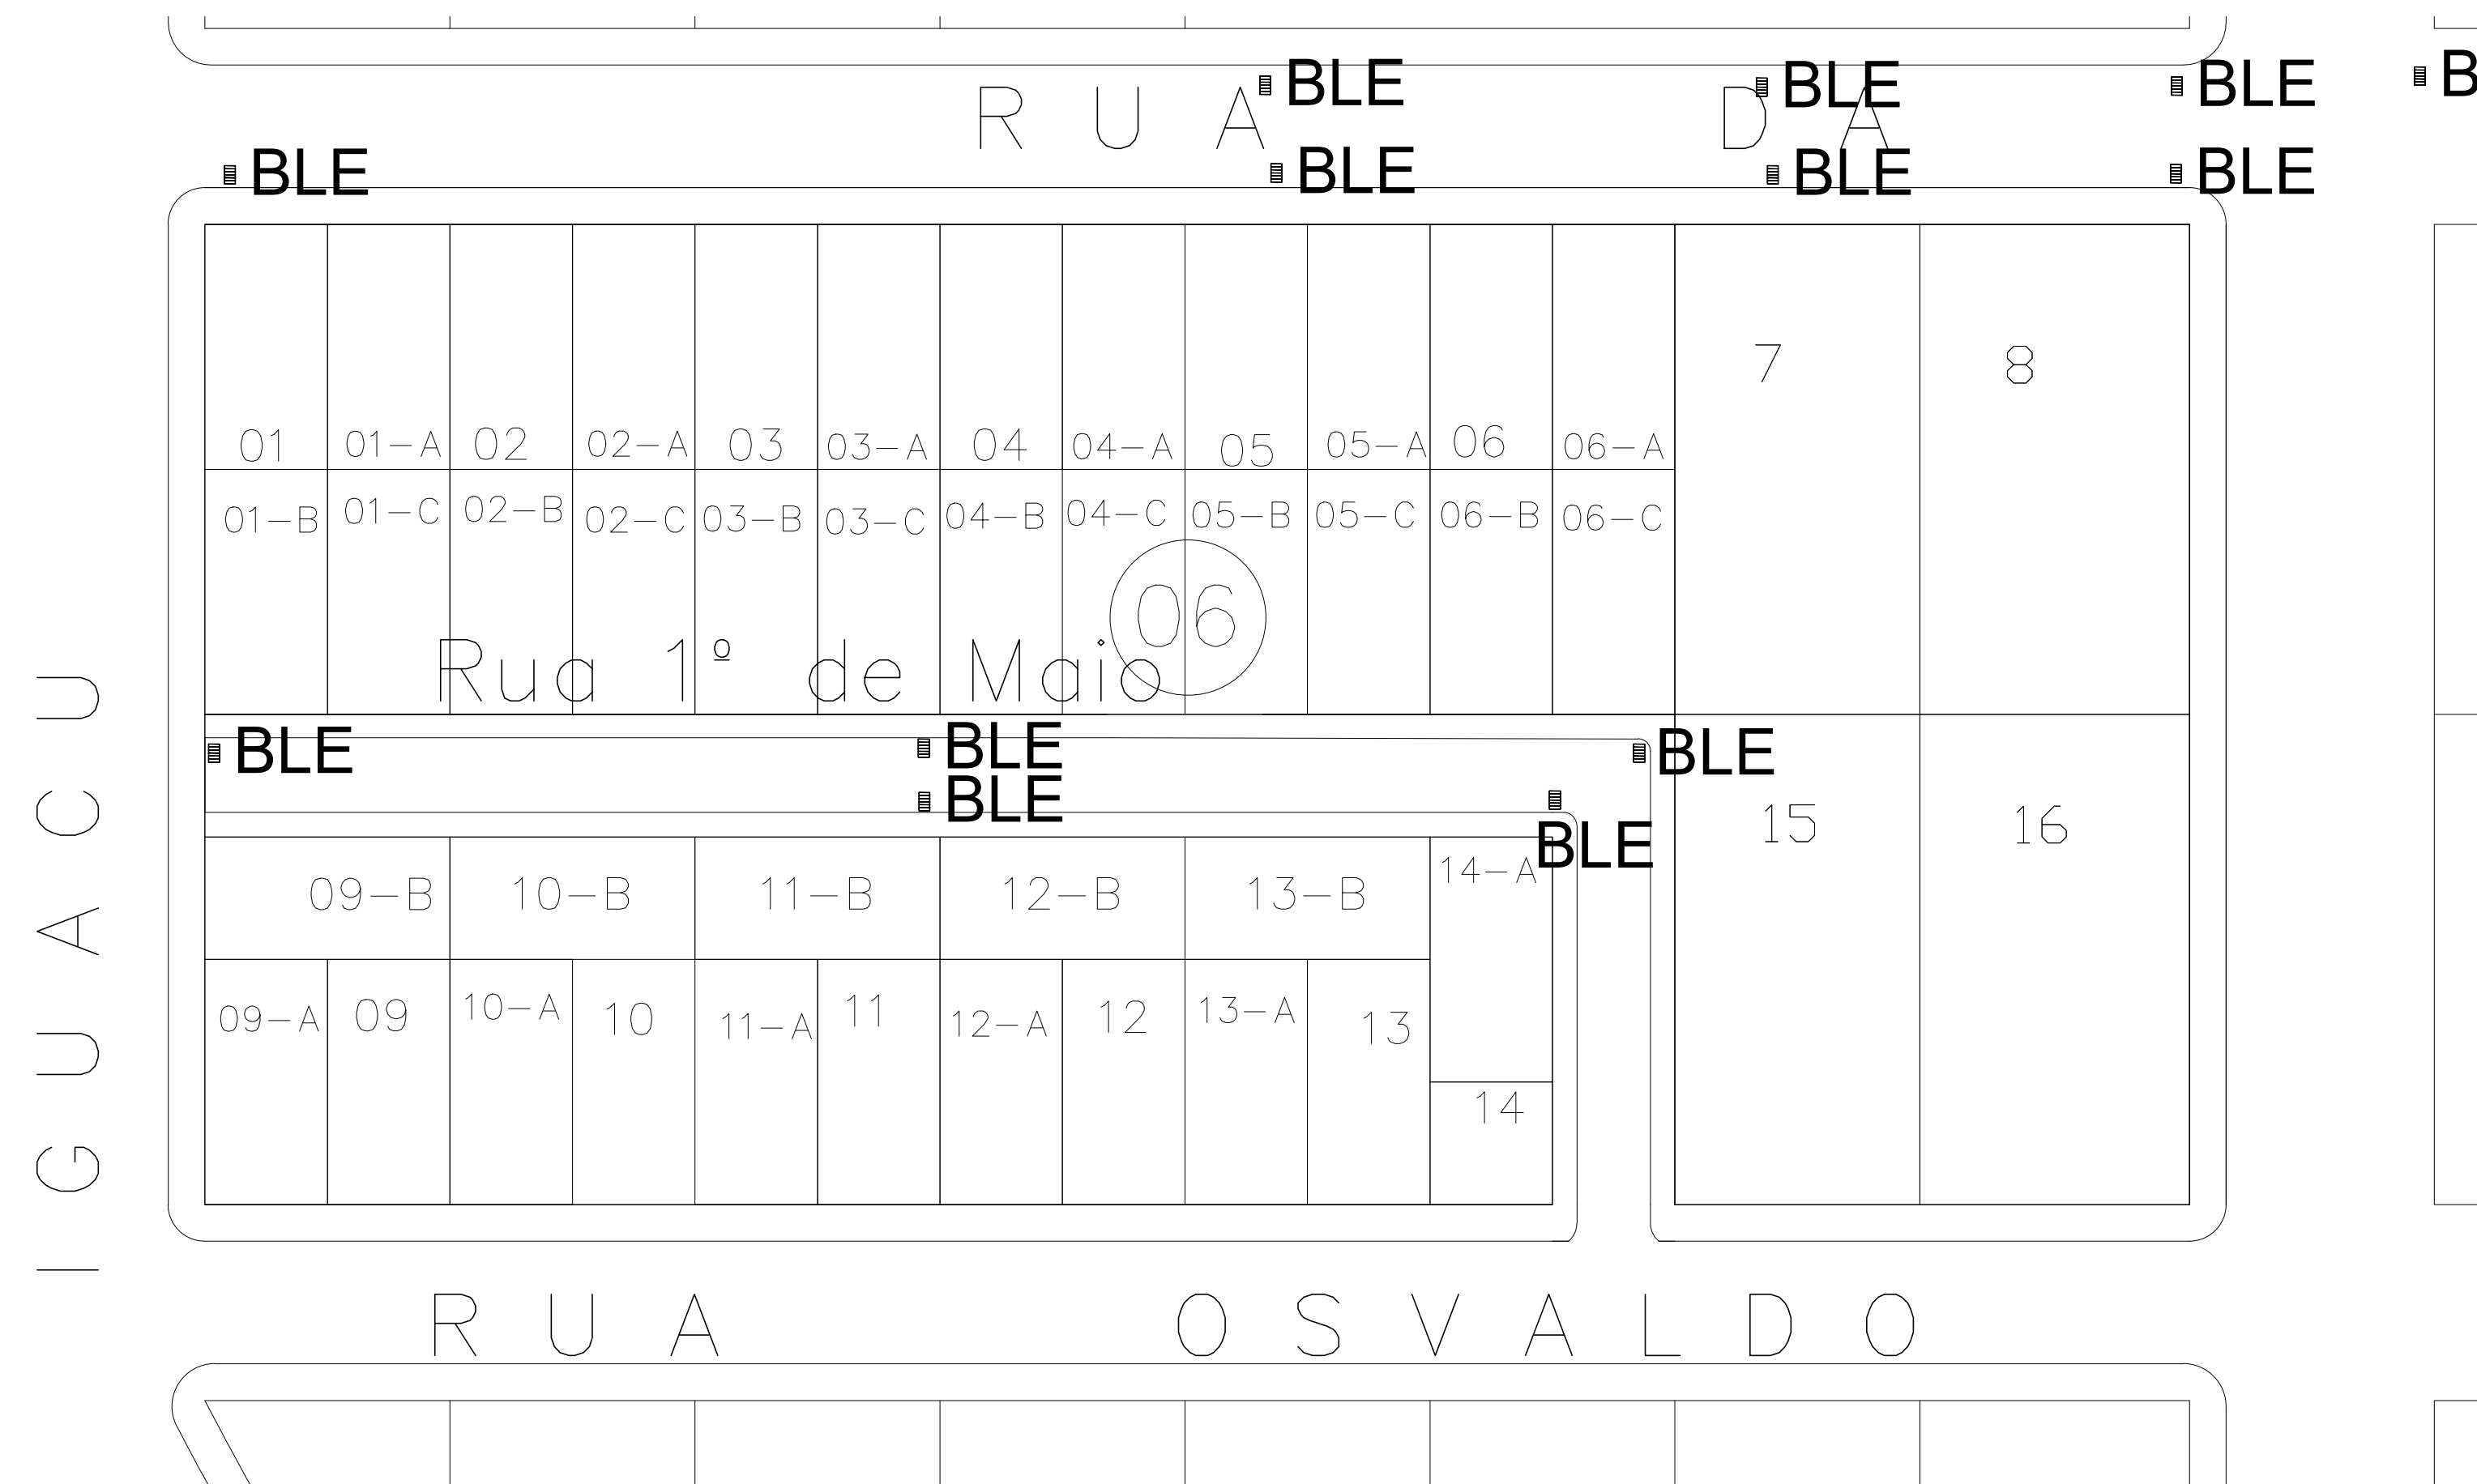 BLE BLE BLE B
RUA DA
BLE BLE BLE BLE
7 8
01 01-A 02 02-A 03 03-A 04 04-A 05 05-A 06 06-A
01-B 01-C 02-B 02-C 03-B 03-C 04-B 04-C 05-B 05-C 06-B 06-C
06
Rua 1º de Maio
BLE BLE BLE
BLE
BLE
15 16
09-B 10-B 11-B 12-B 13-B 14-A
09-A 09 10-A 10 11-A 11 12-A 12 13-A 13
14
IGUACU
RUA OSVALDO